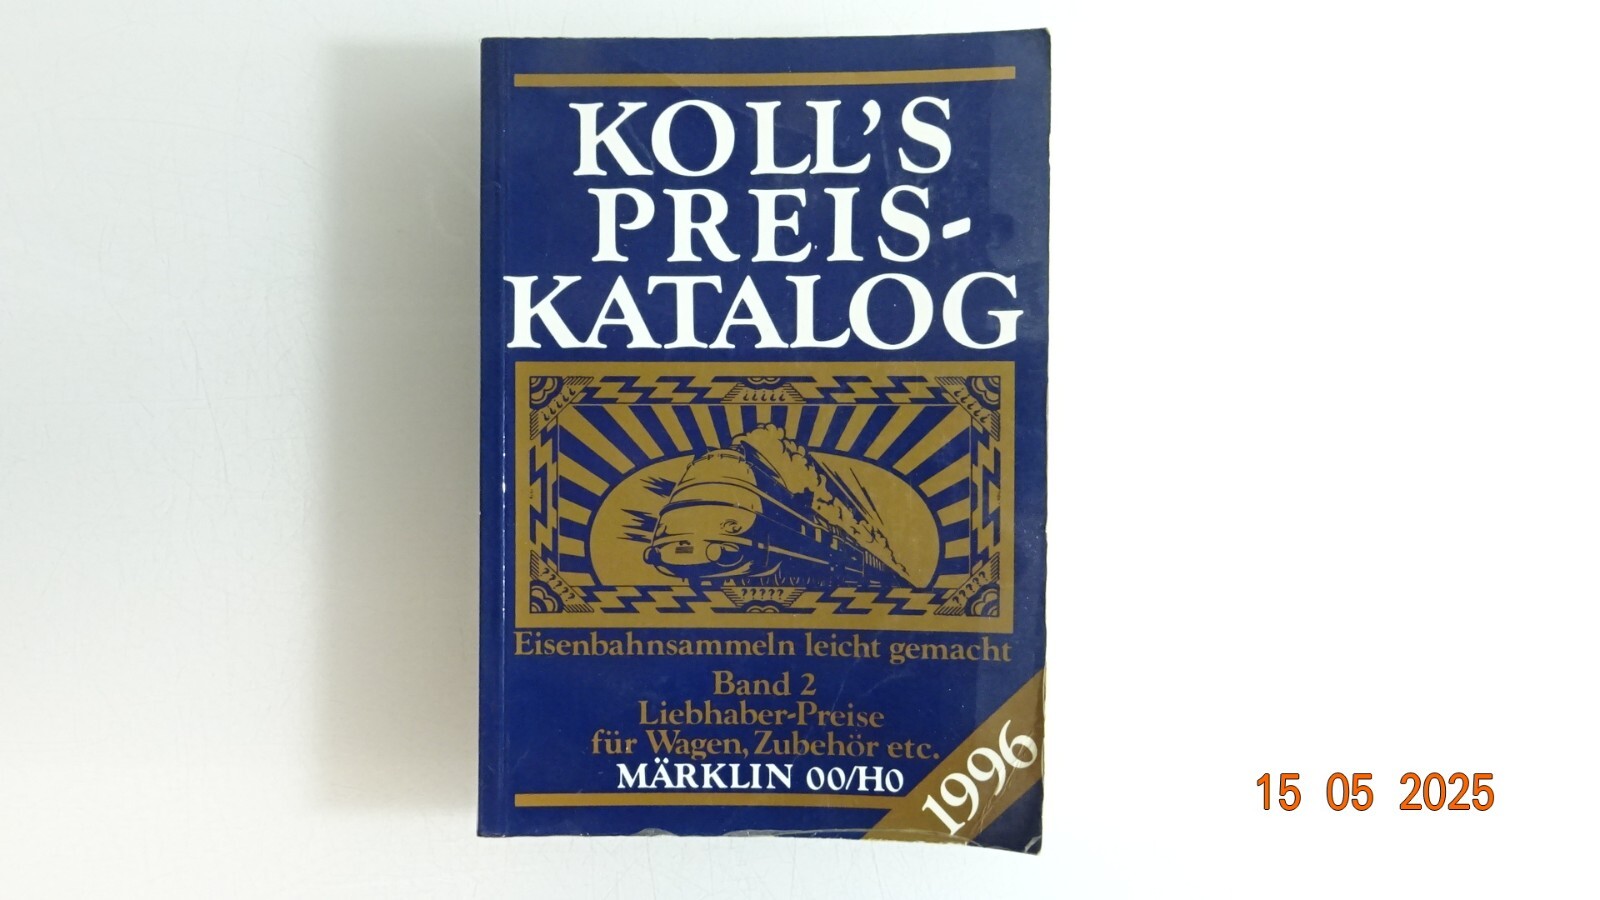 KOLL'S
PREIS-
KATALOG
Eisenbahnsammeln leicht gemacht
Band 2
Liebhaber-Preise
für Wagen, Zubehör etc.
MÄRKLIN 00/H0
1996
15 05 2025